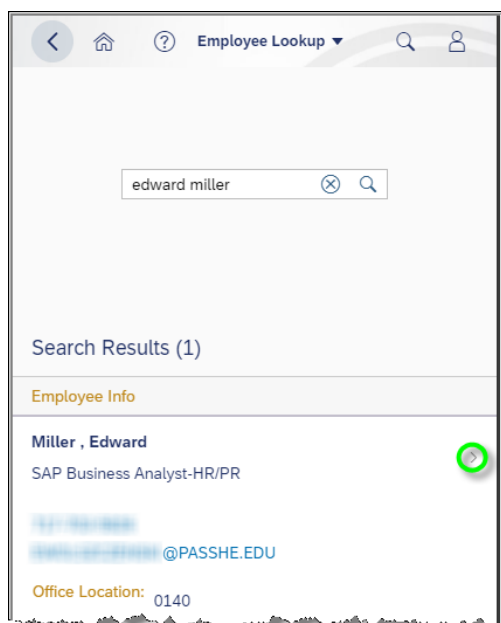 Employee Lookup
edward miller
Search Results (1)
Employee Info
Miller , Edward
SAP Business Analyst-HR/PR
@PASSHE.EDU
Office Location: 0140